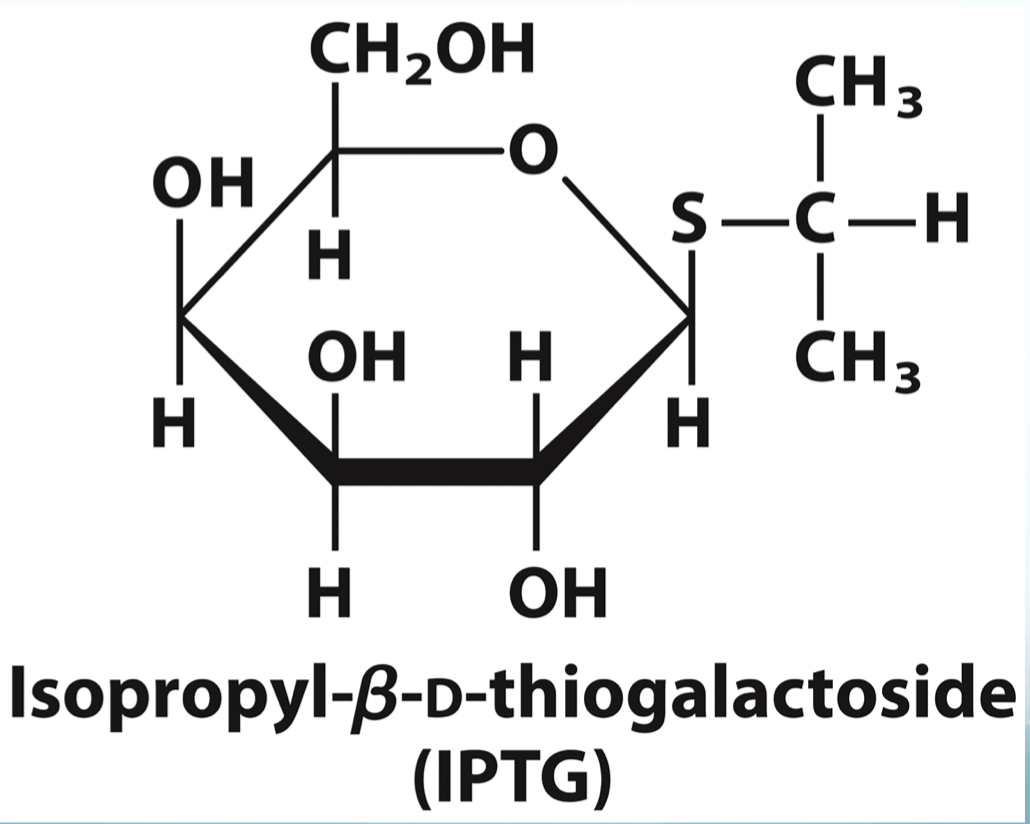 CH₂OH
CH₃
O
OH
S—C—H
H
OH H
CH₃
H H
H OH
Isopropyl-β-D-thiogalactoside
(IPTG)